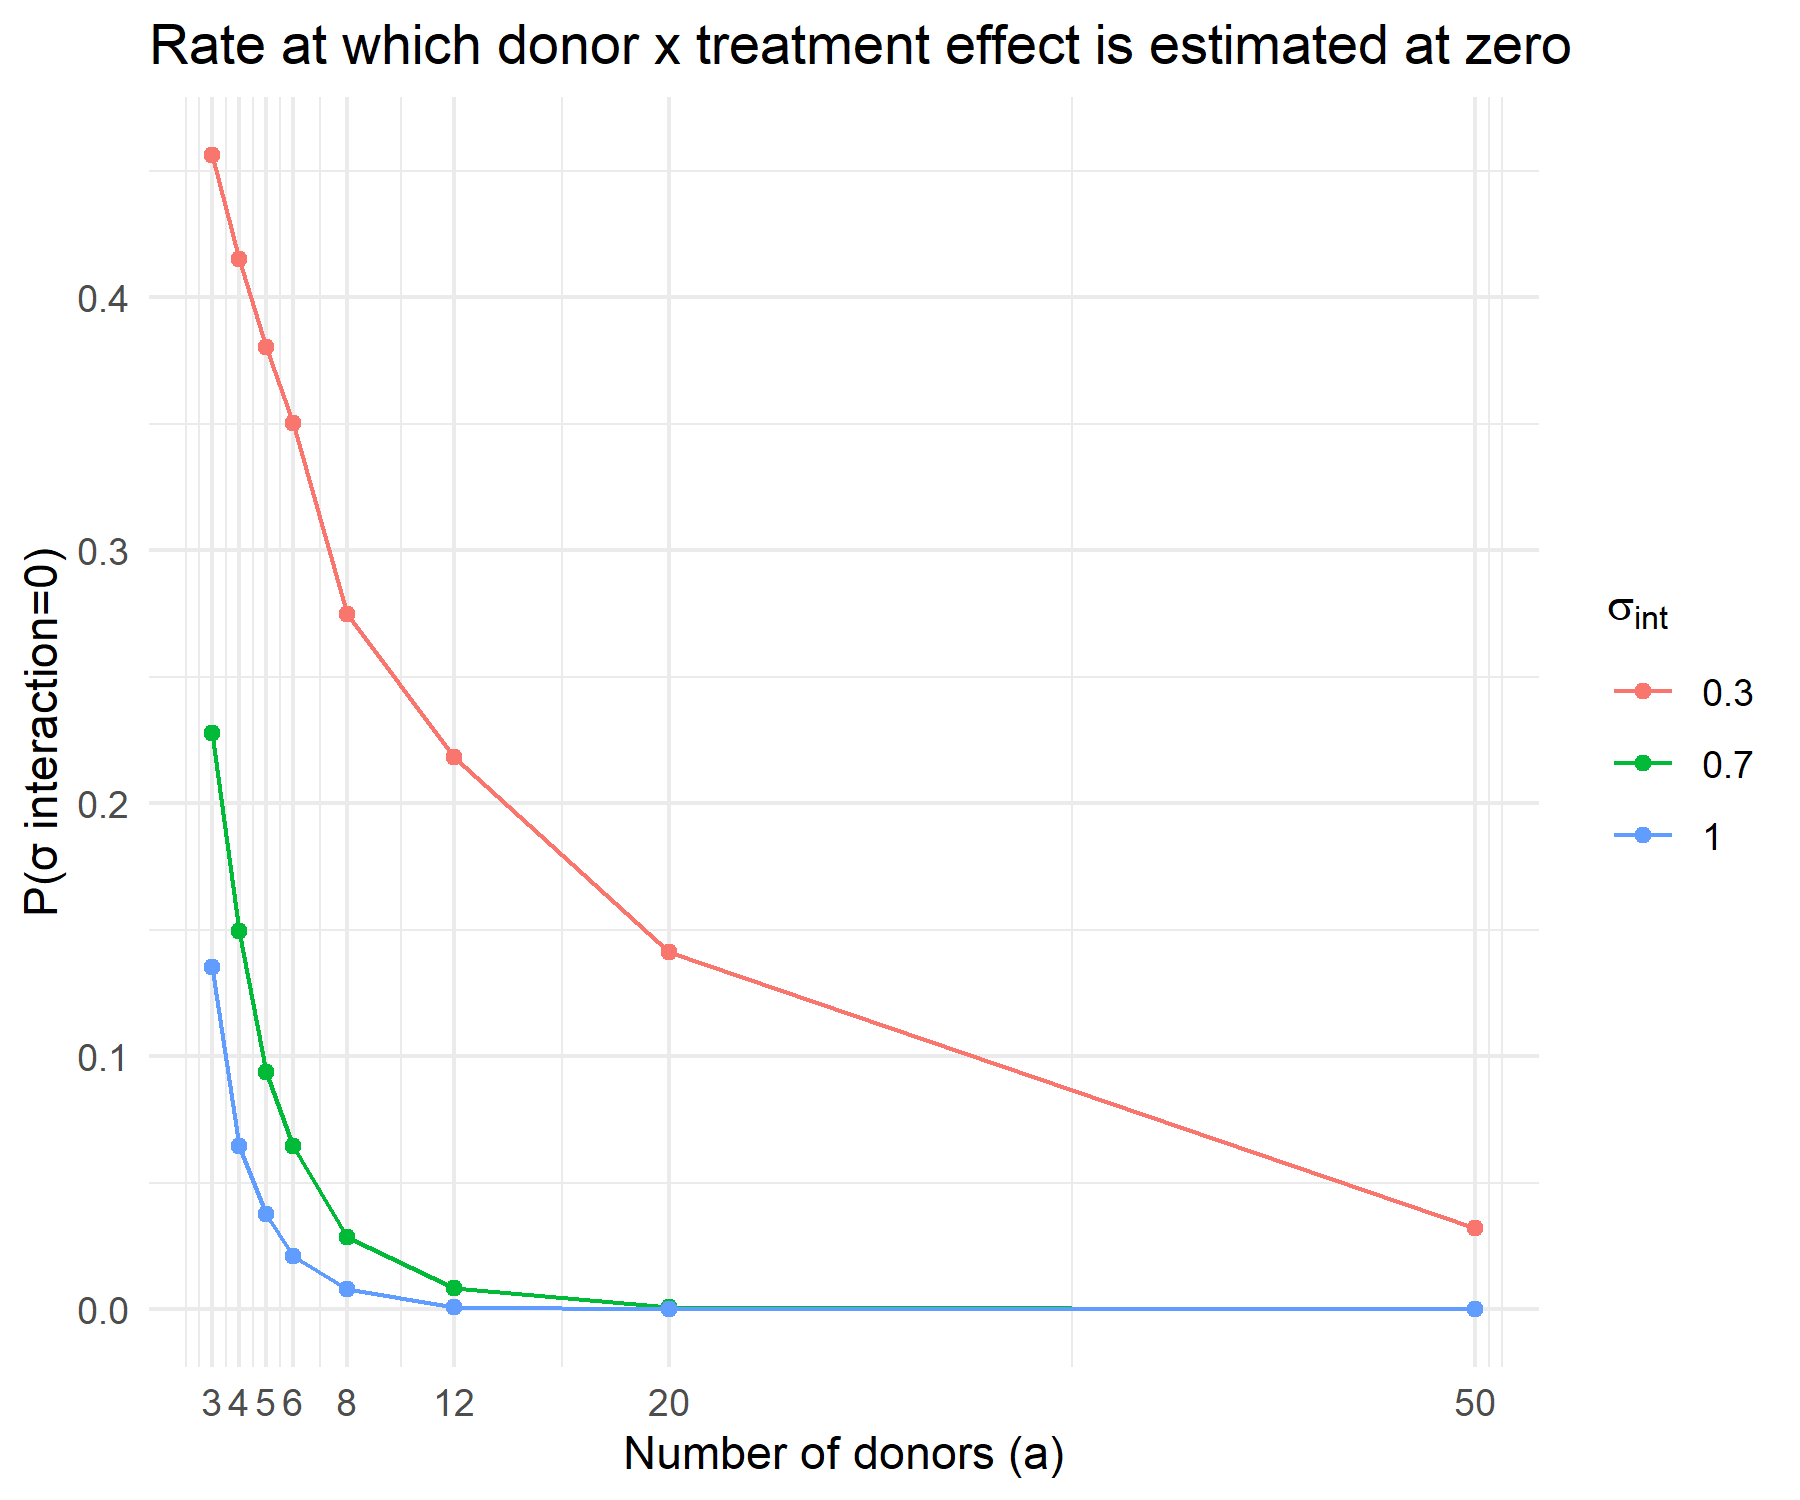 Rate at which donor x treatment effect is estimated at zero
P(σ interaction=0)
0.4
0.3
0.2
0.1
0.0
3 4 5 6 8 12 20 50
Number of donors (a)
σint
0.3
0.7
1